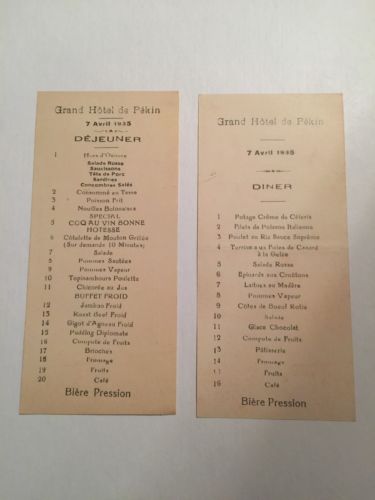 Grand Hôtel de Pékin
7 Avril 1935
DÉJEUNER
1 Hors d'Oeuvre
Salade Russe
Saucissons
Tête de Porc
Sardines
Concombres Salés
2 Consommé en Tasse
3 Poisson Frit
4 Nouilles Bolonaises
SPECIAL
5 COQ AU VIN BONNE
HOTESSE
6 Côtelette de Mouton Grillée
(Sur demande 10 Minutes)
7 Salade
8 Pommes Sautées
9 Pommes Vapeur
10 Topinambours Poulette
11 Chicorée au Jus
BUFFET FROID
12 Jambon Froid
13 Roast Beef Froid
14 Gigot d'Agneau Froid
15 Pudding Diplomate
16 Compote de Fruits
17 Brioches
18 Fromage
19 Fruits
20 Café
Bière Pression
Grand Hôtel de Pékin
7 Avril 1935
DINER
1 Potage Crème de Céleris
2 Filets de Poissons Italienne
3 Poulet au Riz Sauce Suprême
4 Terrine aux Foies de Canard
à la Gelée
5 Salade Russe
6 Epinards aux Croûtons
7 Laitues au Madère
8 Pommes Vapeur
9 Côtes de Boeuf Rotis
10 Salade
11 Glace Chocolat
12 Compote de Fruits
13 Pâtisserie
14 Fromage
Fruits
16 Café
Bière Pression